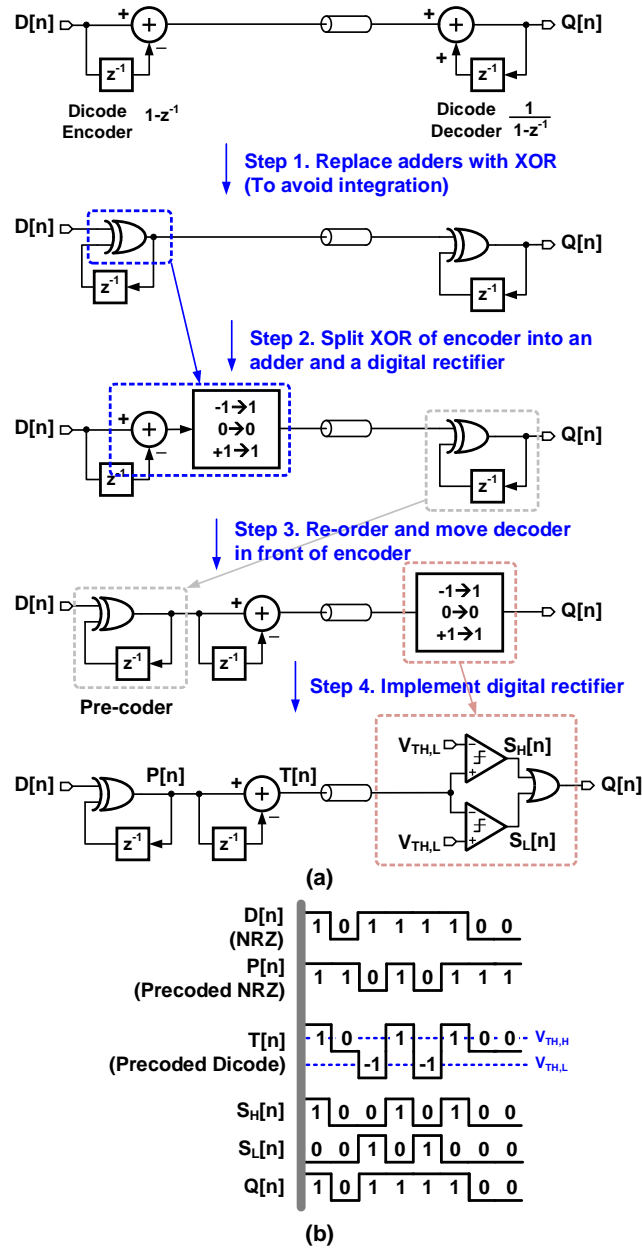 D[n] + − z⁻¹ + + z⁻¹ Q[n]
Dicode Encoder 1-z⁻¹
Dicode Decoder 1/(1-z⁻¹)
Step 1. Replace adders with XOR
(To avoid integration)
D[n] z⁻¹ z⁻¹ Q[n]
Step 2. Split XOR of encoder into an
adder and a digital rectifier
D[n] + − z⁻¹
-1→1
0→0
+1→1
z⁻¹ Q[n]
Step 3. Re-order and move decoder
in front of encoder
D[n] z⁻¹ + − z⁻¹
-1→1
0→0
+1→1
Q[n]
Pre-coder
Step 4. Implement digital rectifier
D[n] z⁻¹ P[n] + − z⁻¹ T[n]
V_TH,L − + S_H[n]
Q[n]
V_TH,L − + S_L[n]
(a)
D[n] 1 0 1 1 1 1 0 0
(NRZ)
P[n] 1 1 0 1 0 1 1 1
(Precoded NRZ)
T[n] 1 0 -1 1 -1 1 0 0 V_TH,H
(Precoded Dicode) V_TH,L
S_H[n] 1 0 0 1 0 1 0 0
S_L[n] 0 0 1 0 1 0 0 0
Q[n] 1 0 1 1 1 1 0 0
(b)